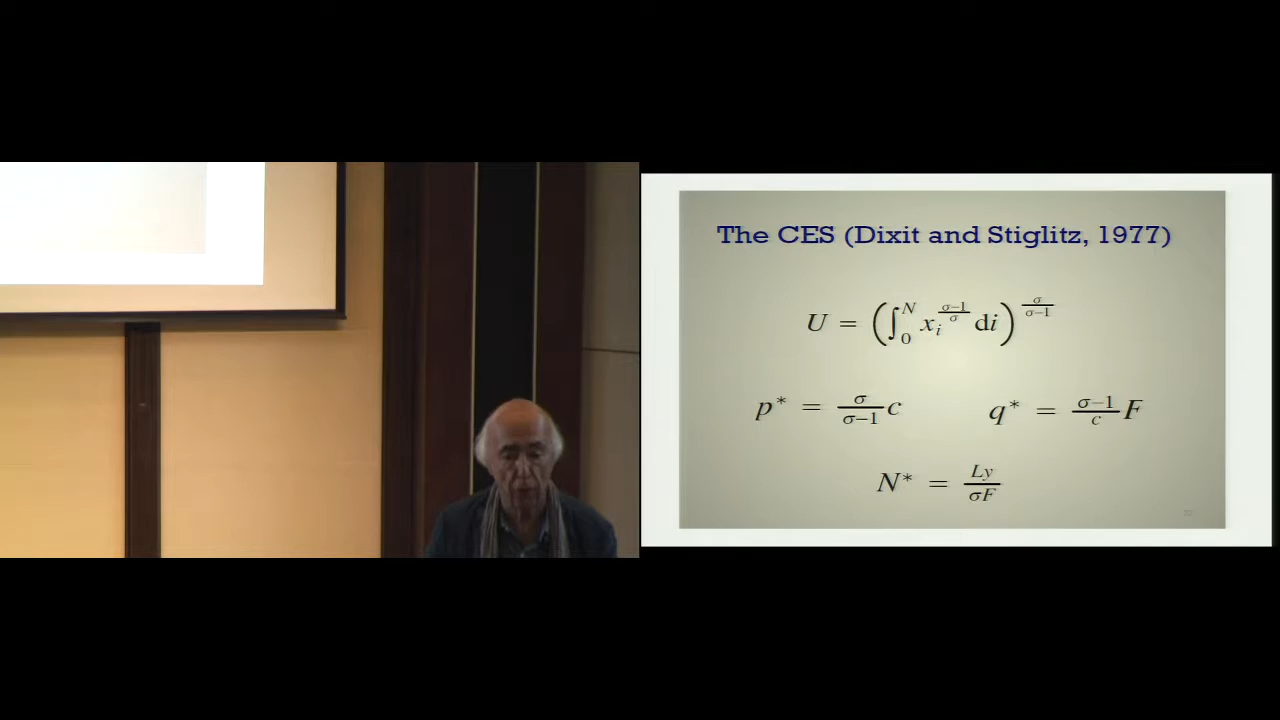 The CES (Dixit and Stiglitz, 1977)
U = (∫₀ᴺ xᵢ^((σ−1)/σ) di)^(σ/(σ−1))
p* = σ/(σ−1) c    q* = (σ−1)/c F
N* = Ly/σF